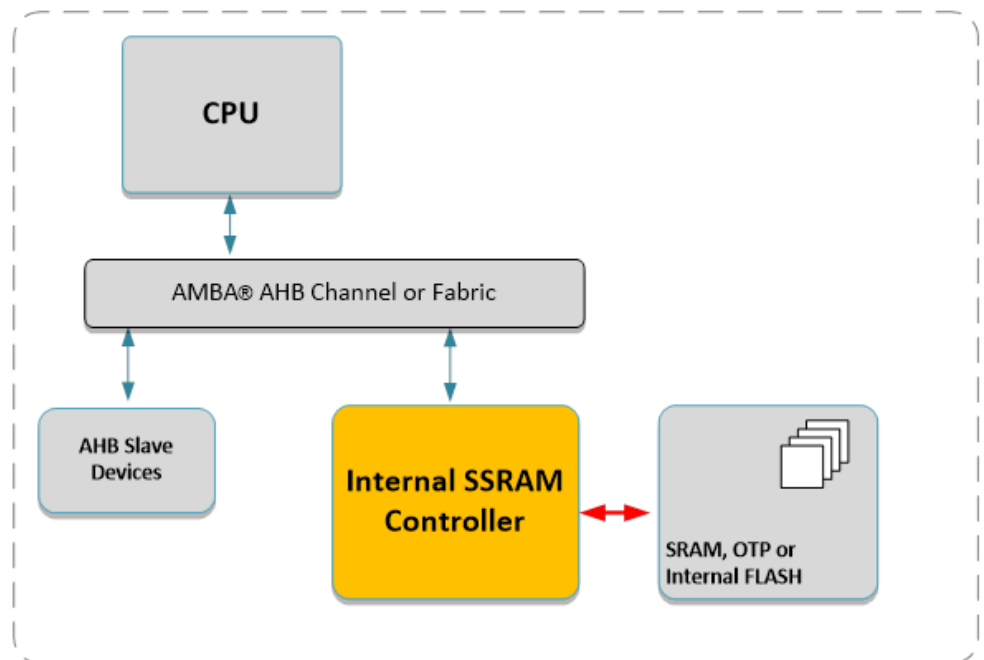 CPU
AMBA® AHB Channel or Fabric
AHB Slave
Devices
Internal SSRAM
Controller
SRAM, OTP or
Internal FLASH